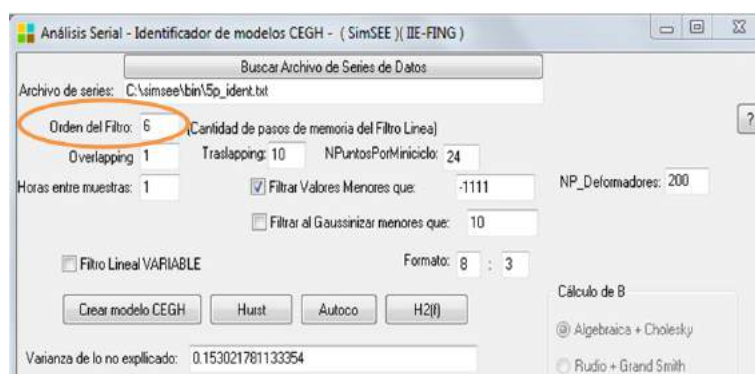 Análisis Serial - Identificador de modelos CEGH - ( SimSEE )( IIE-FING )
Buscar Archivo de Series de Datos
Archivo de series: C:\simsee\bin\5p_ident.txt
Orden del Filtro: 6 (Cantidad de pasos de memoria del Filtro Linea)
?
Overlapping 1 Traslapping: 10 NPuntosPorMiniciclo: 24
Horas entre muestras: 1 Filtrar Valores Menores que: -1111 NP_Deformadores: 200
Filtrar al Gaussinizar menores que: 10
Filtro Lineal VARIABLE Formato: 8 : 3
Crear modelo CEGH Hurst Autoco H2(f) Cálculo de B
Algebraica + Cholesky
Varianza de lo no explicado: 0.153021781133354
Rudio + Grand Smith